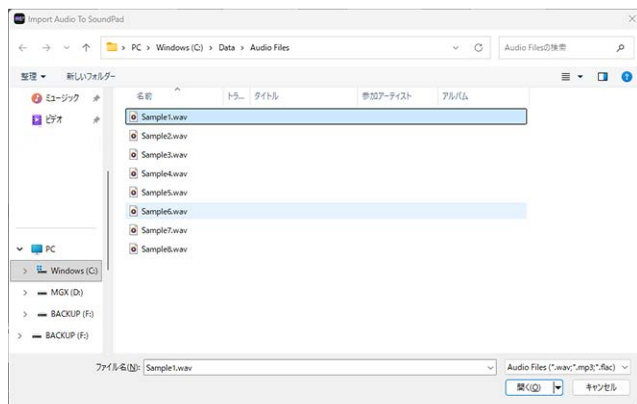 Import Audio To SoundPad
PC > Windows (C:) > Data > Audio Files
Audio Filesの検索
整理 新しいフォルダー
ミュージック
ビデオ
PC
Windows (C:)
MGX (D:)
BACKUP (F:)
BACKUP (F:)
名前 トラ... タイトル 参加アーティスト アルバム
Sample1.wav
Sample2.wav
Sample3.wav
Sample4.wav
Sample5.wav
Sample6.wav
Sample7.wav
Sample8.wav
ファイル名(N): Sample1.wav
Audio Files (*.wav;*.mp3;*.flac)
開く(O) キャンセル